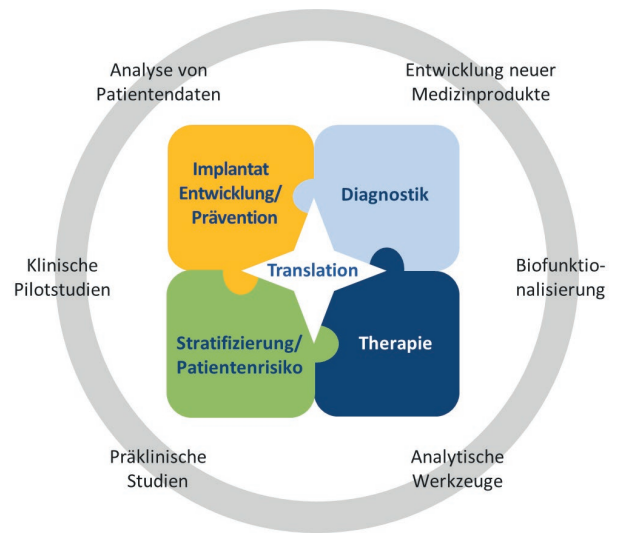 Analyse von
Patientendaten
Entwicklung neuer
Medizinprodukte
Implantat
Entwicklung/
Prävention
Diagnostik
Klinische
Pilotstudien
Translation
Biofunktio-
nalisierung
Stratifizierung/
Patientenrisiko
Therapie
Präklinische
Studien
Analytische
Werkzeuge